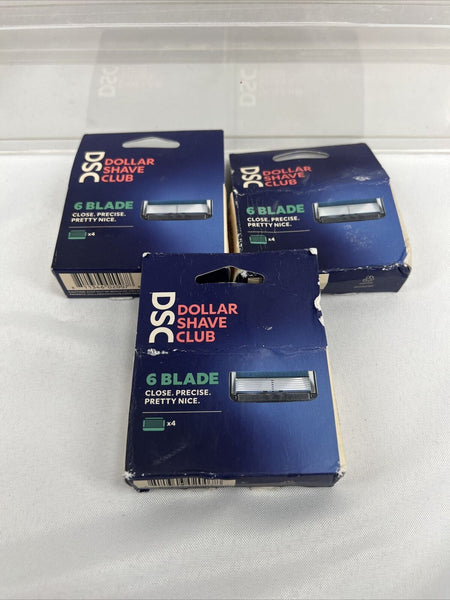 DSC
DOLLAR
SHAVE
CLUB
6 BLADE
CLOSE. PRECISE.
PRETTY NICE.
x4
DSC
DOLLAR
SHAVE
CLUB
6 BLADE
CLOSE. PRECISE.
PRETTY NICE.
x4
DSC
DOLLAR
SHAVE
CLUB
6 BLADE
CLOSE. PRECISE.
PRETTY NICE.
x4